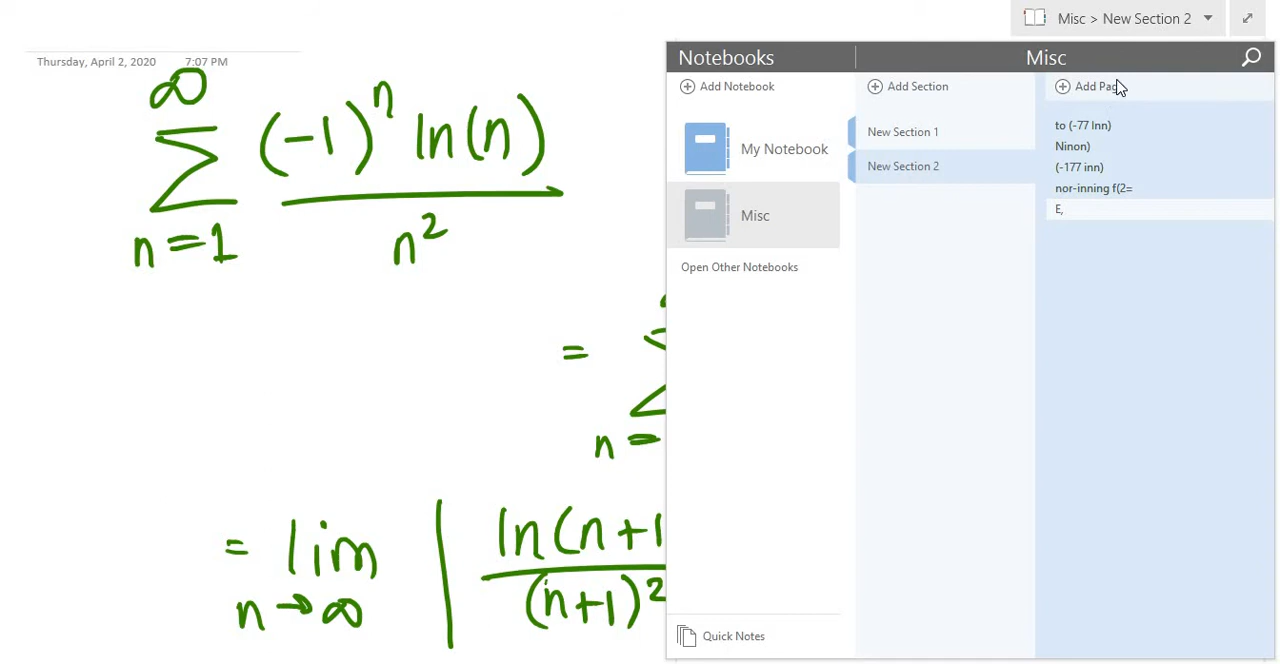 Misc > New Section 2
Thursday, April 2, 2020 7:07 PM
∞
∑ (-1)^n ln(n)
n=1 n^2
=
n =
= lim | ln(n+1
n→∞ (n+1)^2
Notebooks
Misc
Add Notebook
My Notebook
Misc
Open Other Notebooks
Quick Notes
Add Section
New Section 1
New Section 2
Add Pag
to (-77 lnn)
Ninon)
(-177 inn)
nor-inning f(2=
E,